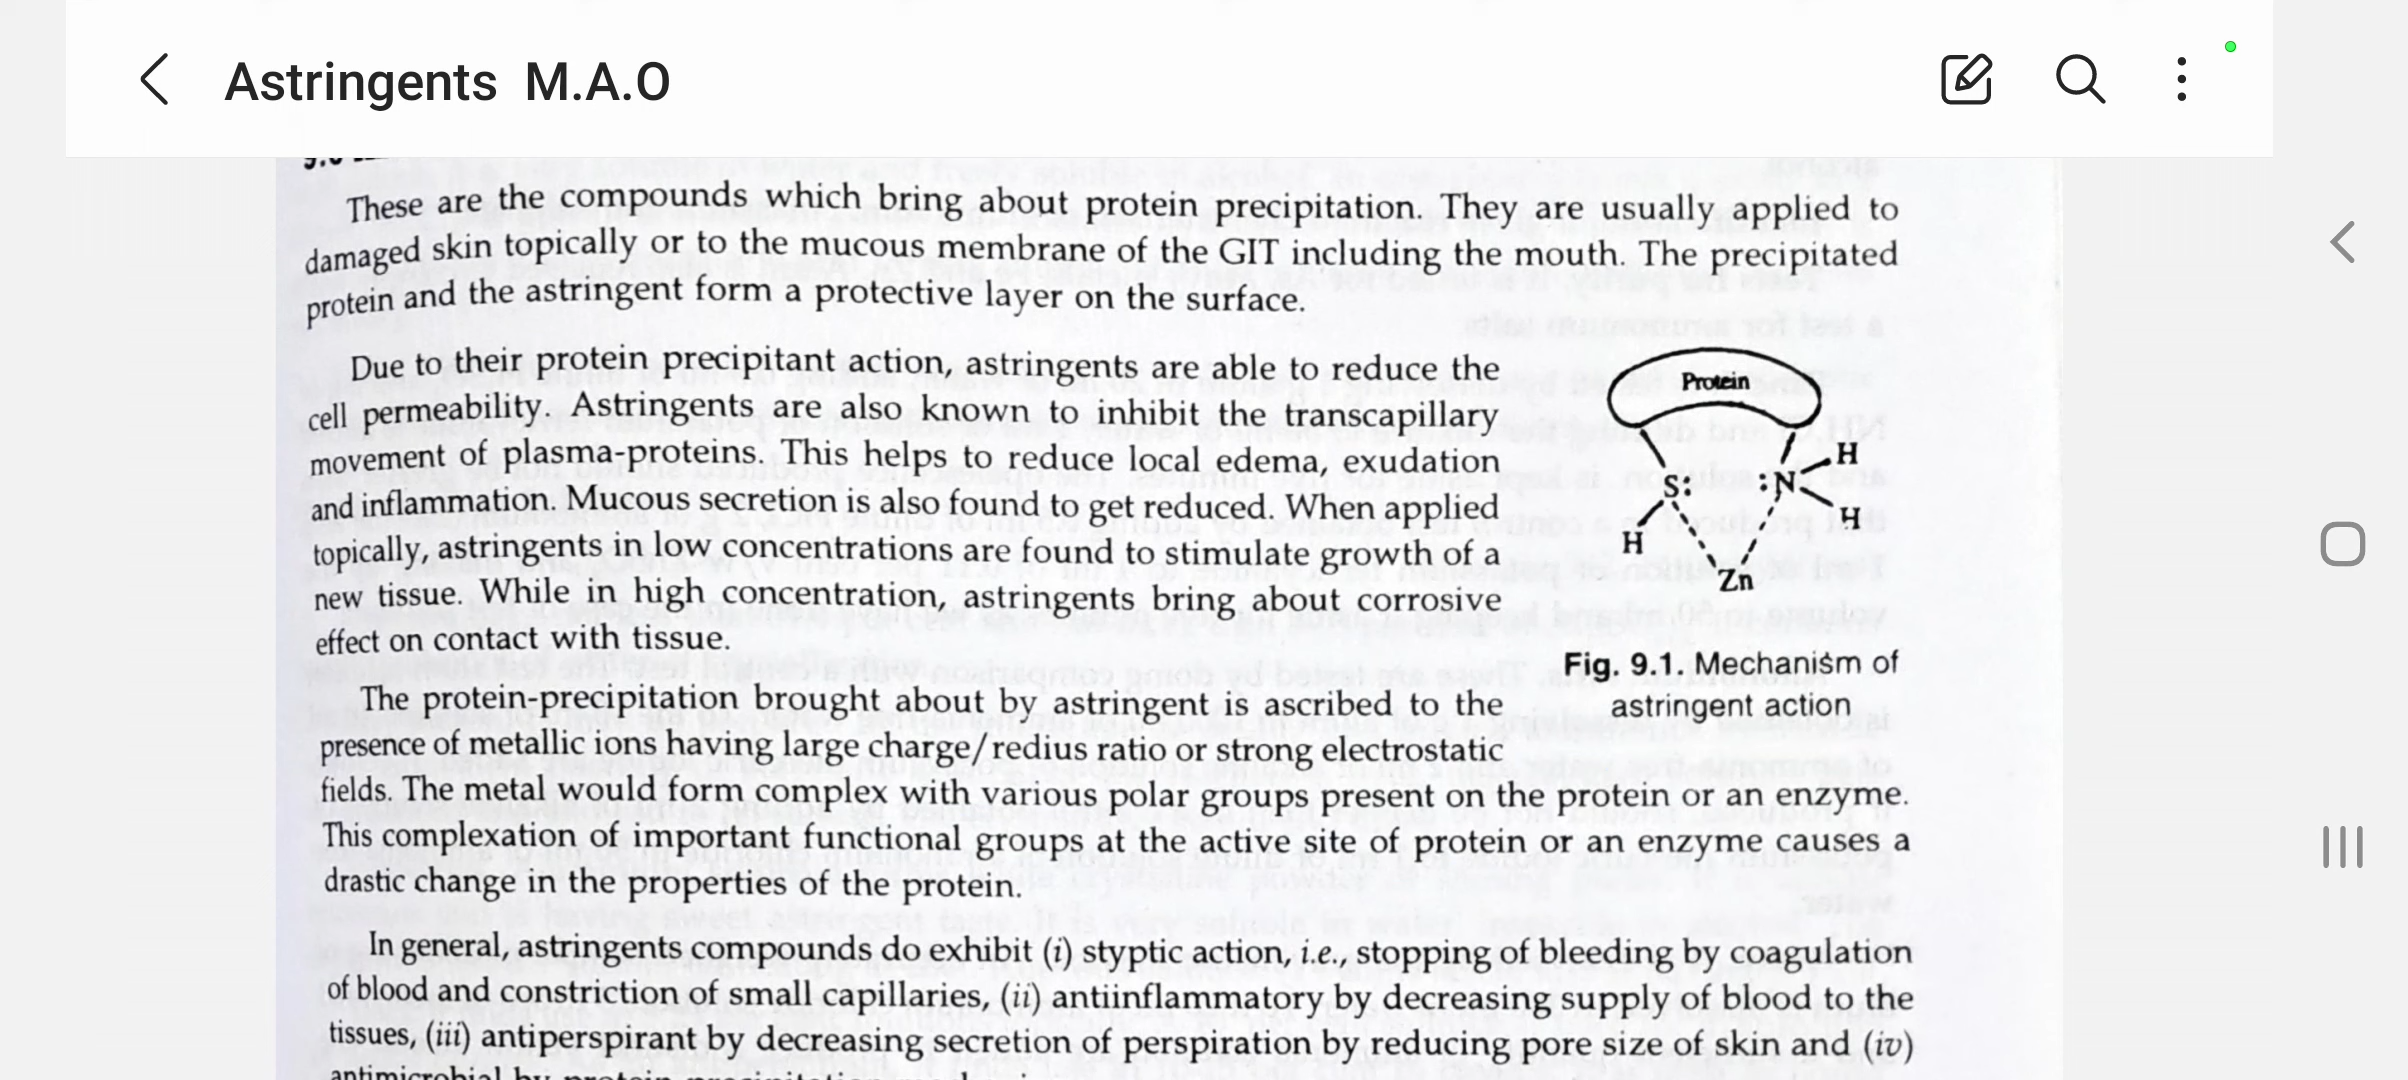 Astringents M.A.O
These are the compounds which bring about protein precipitation. They are usually applied to
damaged skin topically or to the mucous membrane of the GIT including the mouth. The precipitated
protein and the astringent form a protective layer on the surface.
Due to their protein precipitant action, astringents are able to reduce the
cell permeability. Astringents are also known to inhibit the transcapillary
movement of plasma-proteins. This helps to reduce local edema, exudation
and inflammation. Mucous secretion is also found to get reduced. When applied
topically, astringents in low concentrations are found to stimulate growth of a
new tissue. While in high concentration, astringents bring about corrosive
effect on contact with tissue.
Protein
H
S: :N
H
H
Zn
Fig. 9.1. Mechanism of
astringent action
The protein-precipitation brought about by astringent is ascribed to the
presence of metallic ions having large charge/redius ratio or strong electrostatic
fields. The metal would form complex with various polar groups present on the protein or an enzyme.
This complexation of important functional groups at the active site of protein or an enzyme causes a
drastic change in the properties of the protein.
In general, astringents compounds do exhibit (i) styptic action, i.e., stopping of bleeding by coagulation
of blood and constriction of small capillaries, (ii) antiinflammatory by decreasing supply of blood to the
tissues, (iii) antiperspirant by decreasing secretion of perspiration by reducing pore size of skin and (iv)
antimicrobial by protein precipitation